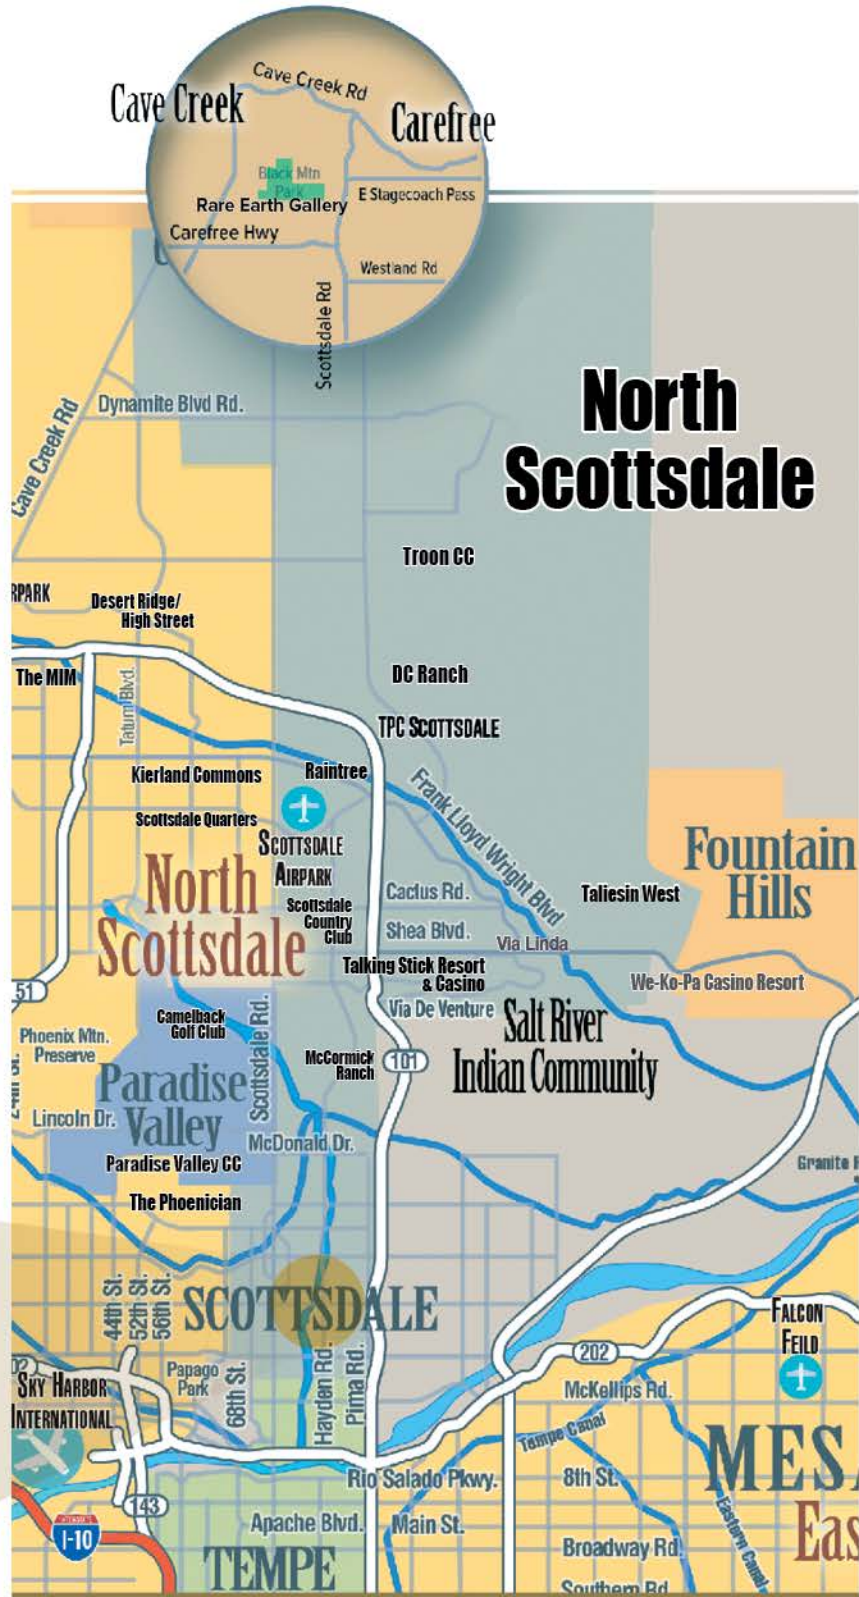 Cave Creek Rd
Cave Creek
Carefree
Black Mtn
Park
E Stagecoach Pass
Rare Earth Gallery
Carefree Hwy
Westland Rd
Scottsdale Rd
North
Scottsdale
Dynamite Blvd Rd.
Cave Creek Rd
Troon CC
RPARK
Desert Ridge/
High Street
The MIM
Tatum Blvd.
DC Ranch
TPC SCOTTSDALE
Kierland Commons
Raintree
Frank Lloyd Wright Blvd
Scottsdale Quarters
SCOTTSDALE
AIRPARK
Fountain
Hills
North
Scottsdale
Cactus Rd.
Taliesin West
Scottsdale
Country
Club
Shea Blvd.
Via Linda
Talking Stick Resort
& Casino
We-Ko-Pa Casino Resort
51
Via De Venture
Salt River
Indian Community
Camelback
Golf Club
Scottsdale Rd.
Phoenix Mtn.
Preserve
McCormick
Ranch
101
24th St.
Paradise
Valley
Lincoln Dr.
McDonald Dr.
Paradise Valley CC
Granite
The Phoenician
44th St.
52th St.
56th St.
SCOTTSDALE
FALCON
FEILD
202
Papago
Park
68th St.
Hayden Rd.
Pima Rd.
SKY HARBOR
INTERNATIONAL
McKellips Rd.
Tempe Canal
MESA
Rio Salado Pkwy.
8th St.
Eastern Canal
143
I-10
Apache Blvd.
Main St.
Broadway Rd.
Eas
TEMPE
Southern Rd